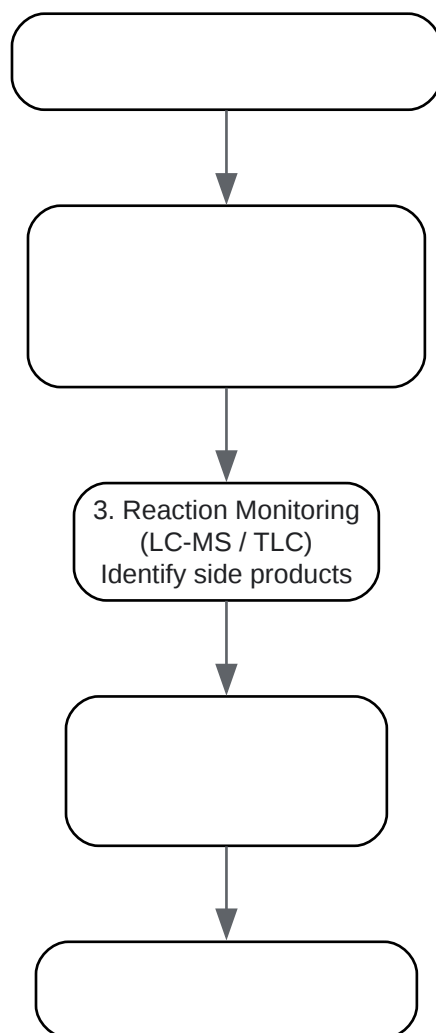 3. Reaction Monitoring
(LC-MS / TLC)
Identify side products